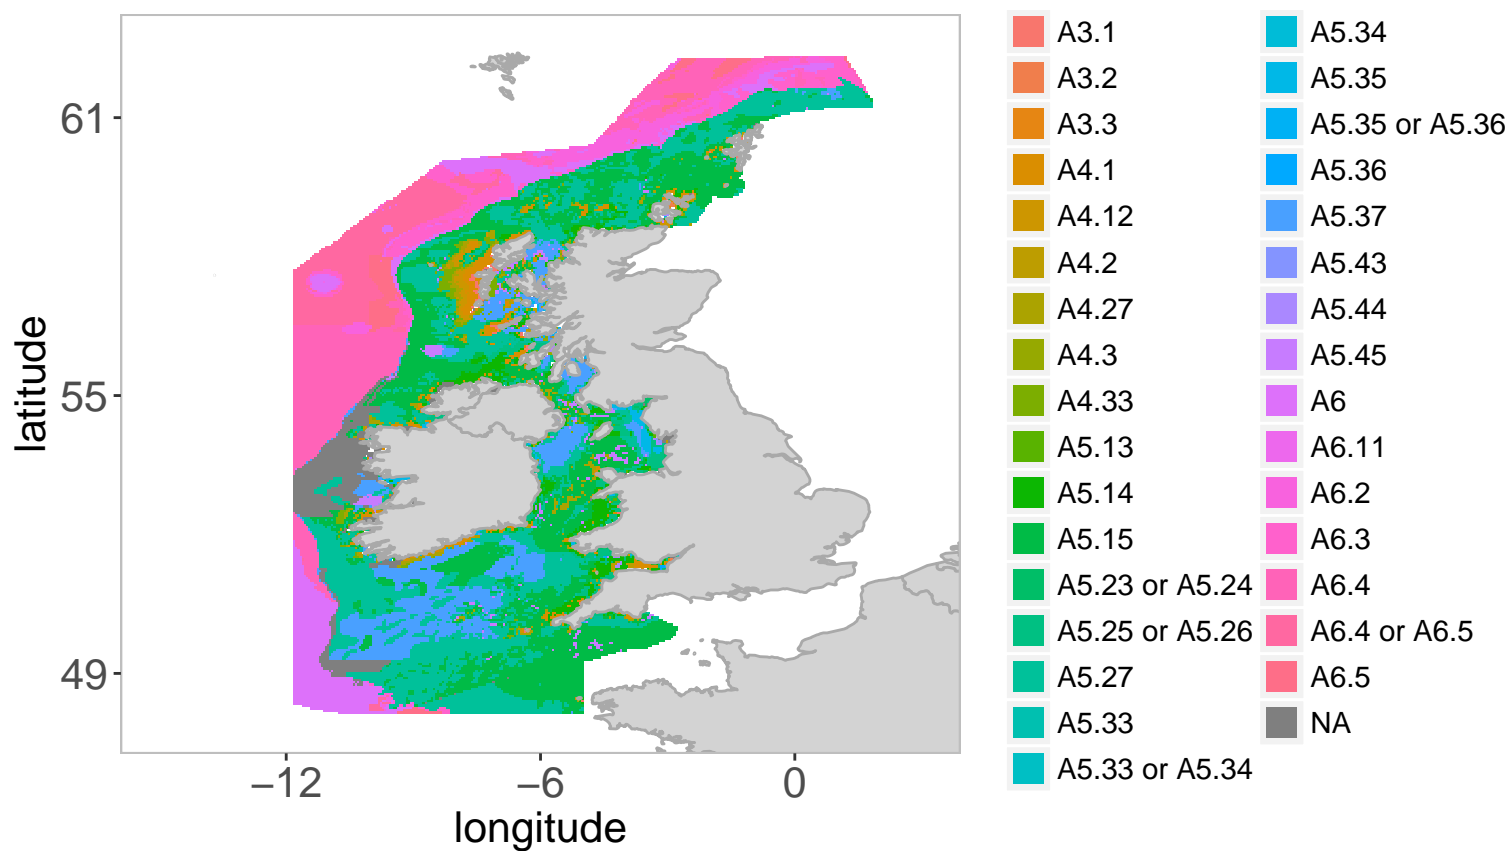 61
55
49
latitude
−12
−6
0
longitude
A3.1
A3.2
A3.3
A4.1
A4.12
A4.2
A4.27
A4.3
A4.33
A5.13
A5.14
A5.15
A5.23 or A5.24
A5.25 or A5.26
A5.27
A5.33
A5.33 or A5.34
A5.34
A5.35
A5.35 or A5.36
A5.36
A5.37
A5.43
A5.44
A5.45
A6
A6.11
A6.2
A6.3
A6.4
A6.4 or A6.5
A6.5
NA